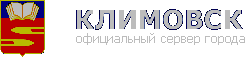 КЛИМОВСК
официальный сервер города